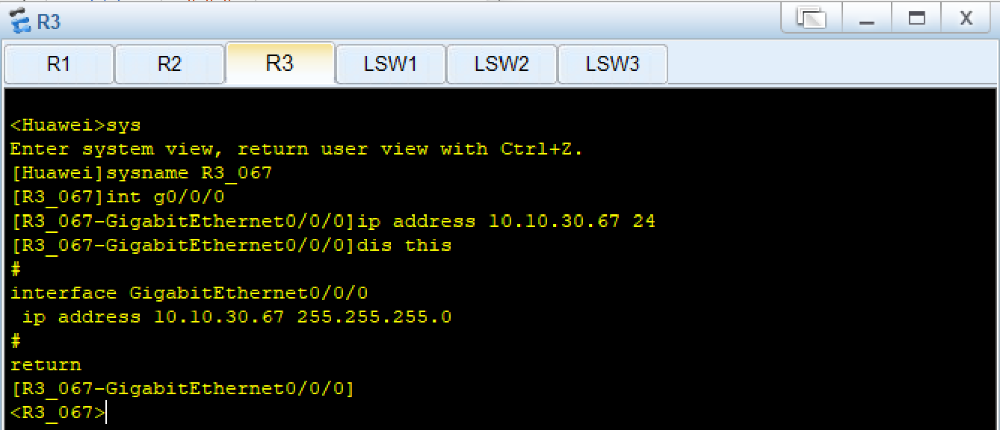 R3
X
R1 R2 R3 LSW1 LSW2 LSW3
<Huawei>sys
Enter system view, return user view with Ctrl+Z.
[Huawei]sysname R3_067
[R3_067]int g0/0/0
[R3_067-GigabitEthernet0/0/0]ip address 10.10.30.67 24
[R3_067-GigabitEthernet0/0/0]dis this
#
interface GigabitEthernet0/0/0
 ip address 10.10.30.67 255.255.255.0
#
return
[R3_067-GigabitEthernet0/0/0]
<R3_067>